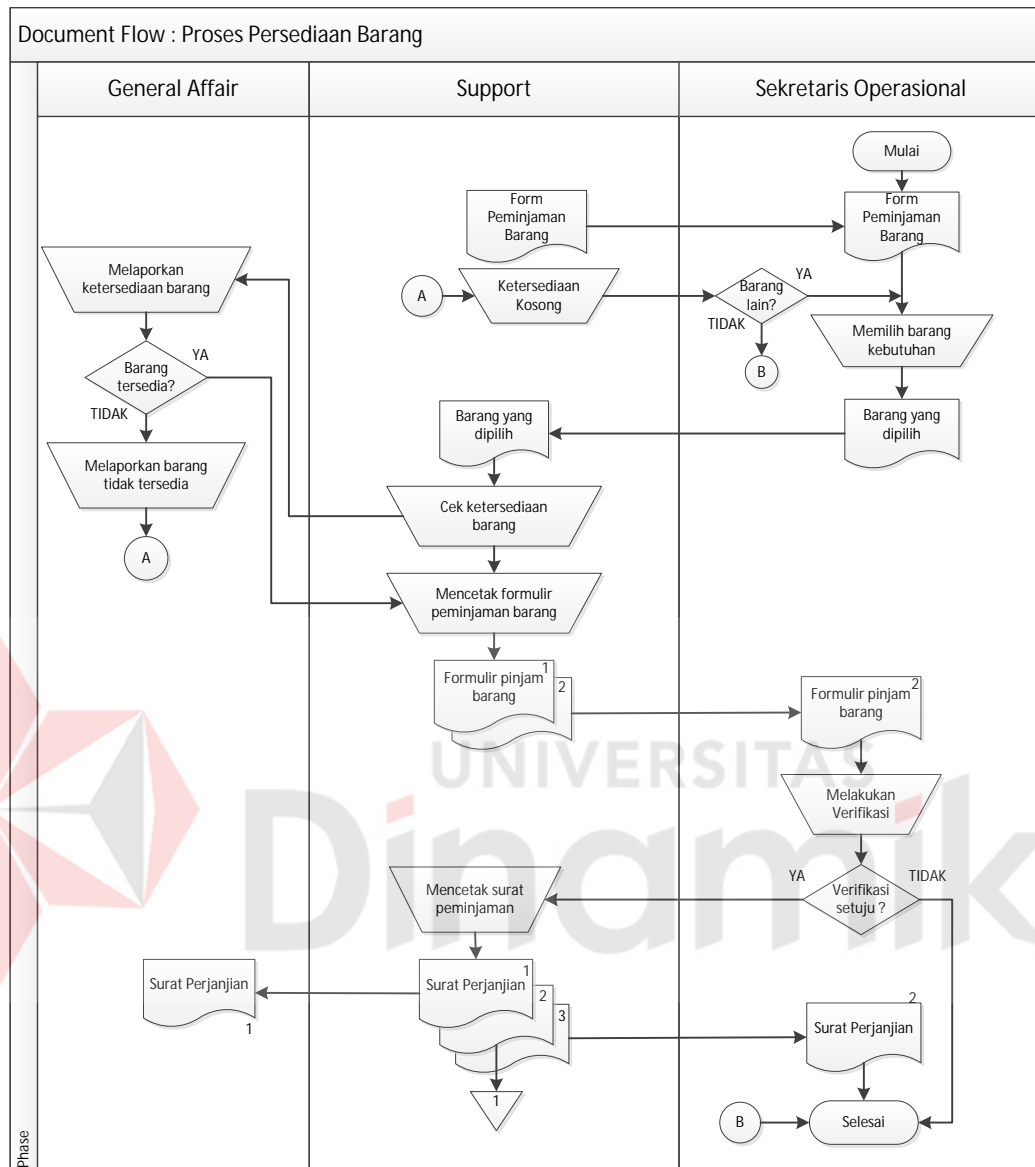 Document Flow : Proses Persediaan Barang
General Affair
Support
Sekretaris Operasional
Mulai
Form
Peminjaman
Barang
Form
Peminjaman
Barang
Melaporkan
ketersediaan barang
A
Ketersediaan
Kosong
Barang
lain?
YA
TIDAK
Memilih barang
kebutuhan
B
Barang
tersedia?
YA
TIDAK
Barang yang
dipilih
Barang yang
dipilih
Melaporkan barang
tidak tersedia
Cek ketersediaan
barang
A
Mencetak formulir
peminjaman barang
Formulir pinjam
barang
1
2
Formulir pinjam
barang
2
UNIVERSITAS
Dinamik
Melakukan
Verifikasi
YA
Verifikasi
setuju ?
TIDAK
Mencetak surat
peminjaman
Surat Perjanjian
1
Surat Perjanjian
1
2
3
Surat Perjanjian
2
1
B
Selesai
Phase